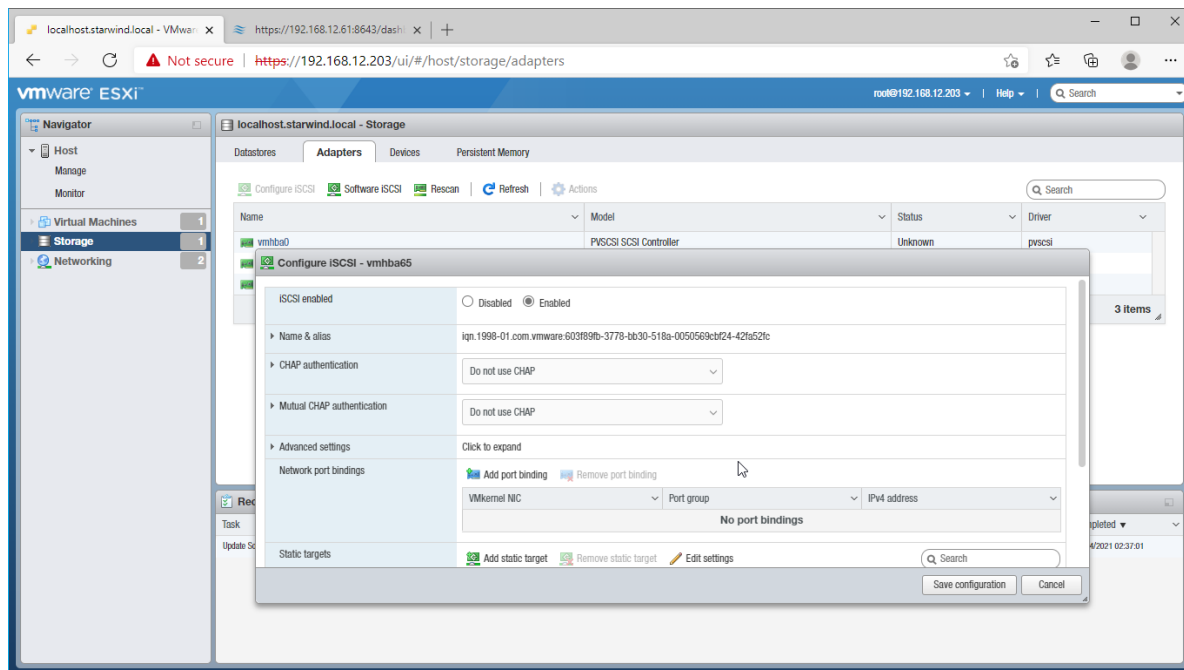 localhost.starwind.local - VMwar
https://192.168.12.61:8643/dash
Not secure https://192.168.12.203/ui/#/host/storage/adapters
vmware ESXi™
root@192.168.12.203 Help Search
Navigator
localhost.starwind.local - Storage
Host
Manage
Monitor
Virtual Machines 1
Storage 1
Networking 2
Datastores Adapters Devices Persistent Memory
Configure iSCSI Software iSCSI Rescan Refresh Actions Search
Name Model Status Driver
vmhba0 PVSCSI SCSI Controller Unknown pvscsi
3 items
Configure iSCSI - vmhba65
iSCSI enabled Disabled Enabled
Name & alias iqn.1998-01.com.vmware:603f89fb-3778-bb30-518a-0050569cbf24-42fa52fc
CHAP authentication Do not use CHAP
Mutual CHAP authentication Do not use CHAP
Advanced settings Click to expand
Network port bindings Add port binding Remove port binding
VMkernel NIC Port group IPv4 address
No port bindings
Static targets Add static target Remove static target Edit settings Search
Save configuration Cancel
Rec
Task pleted
Update Sc 4/2021 02:37:01